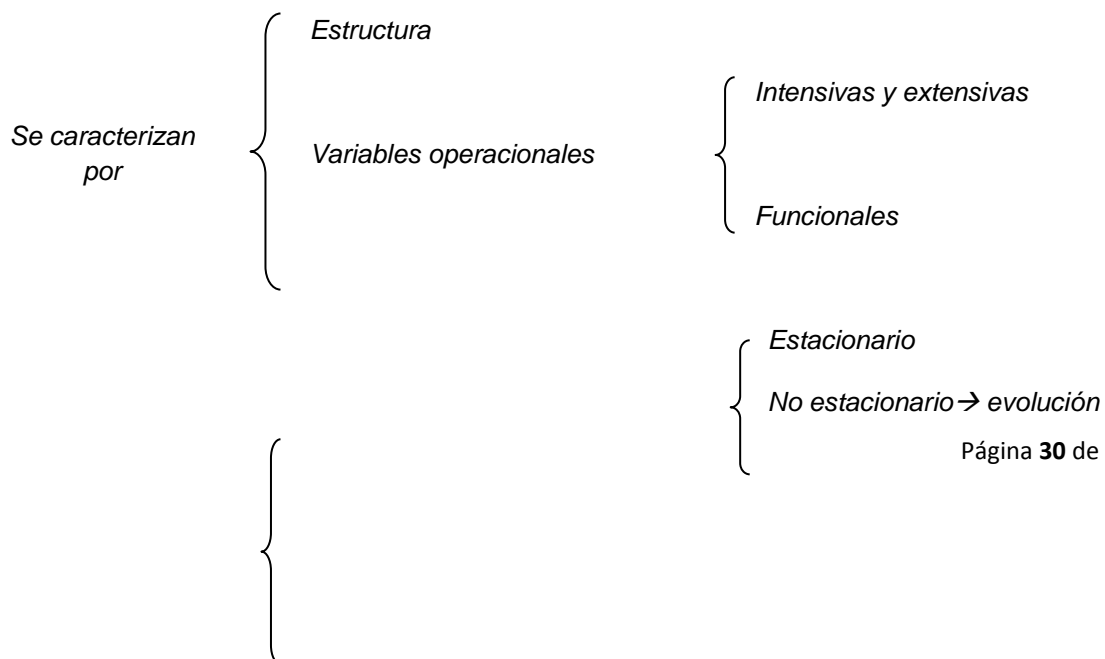 Estructura
Intensivas y extensivas
Se caracterizan
por
Variables operacionales
Funcionales
Estacionario
No estacionario→ evolución
Página 30 de